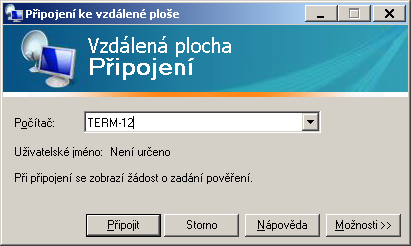 Připojení ke vzdálené ploše
Vzdálená plocha
Připojení
Počítač:
TERM-12
Uživatelské jméno: Není určeno
Při připojení se zobrazí žádost o zadání pověření.
Připojit
Storno
Nápověda
Možnosti >>